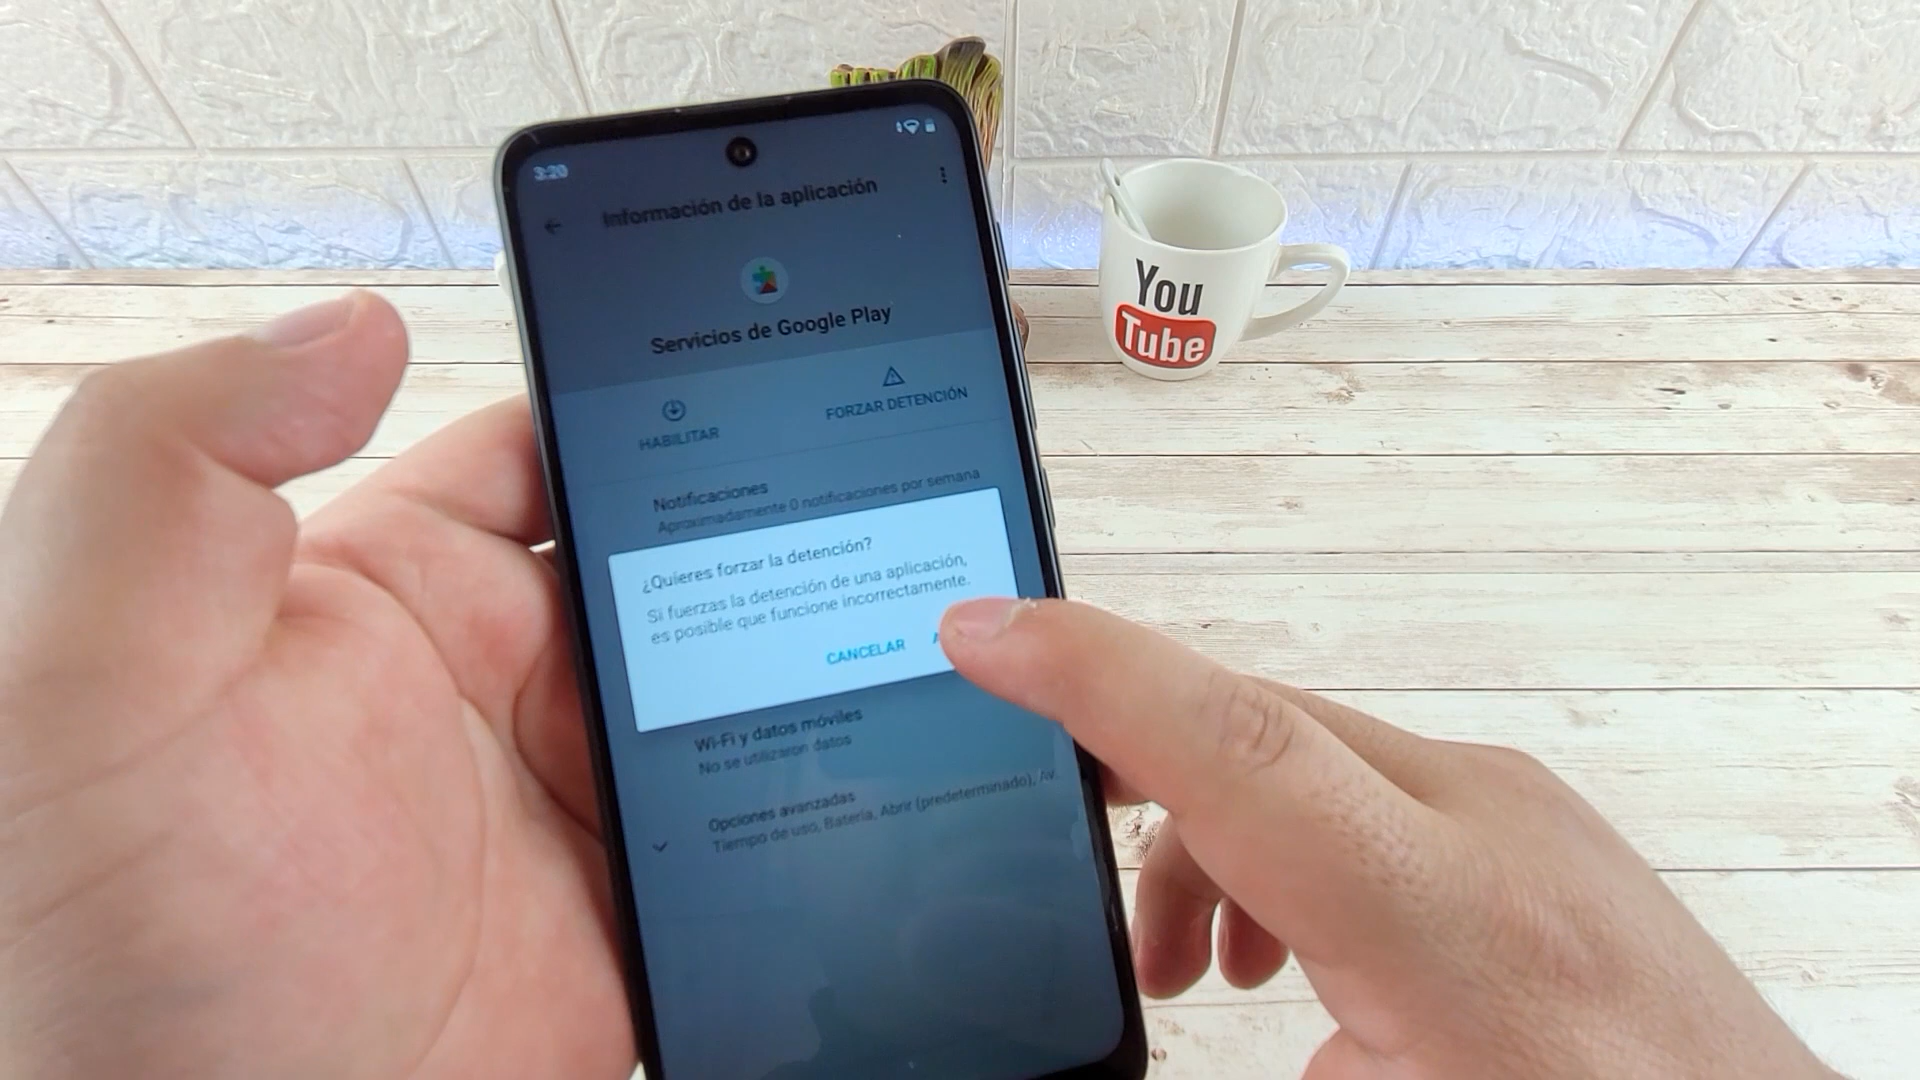 3:20
Información de la aplicación
Servicios de Google Play
HABILITAR
FORZAR DETENCIÓN
Notificaciones
Aproximadamente 0 notificaciones por semana
¿Quieres forzar la detención?
Si fuerzas la detención de una aplicación,
es posible que funcione incorrectamente.
CANCELAR
Wi-Fi y datos móviles
No se utilizaron datos
Opciones avanzadas
Tiempo de uso, Batería, Abrir (predeterminado), Av
You
Tube